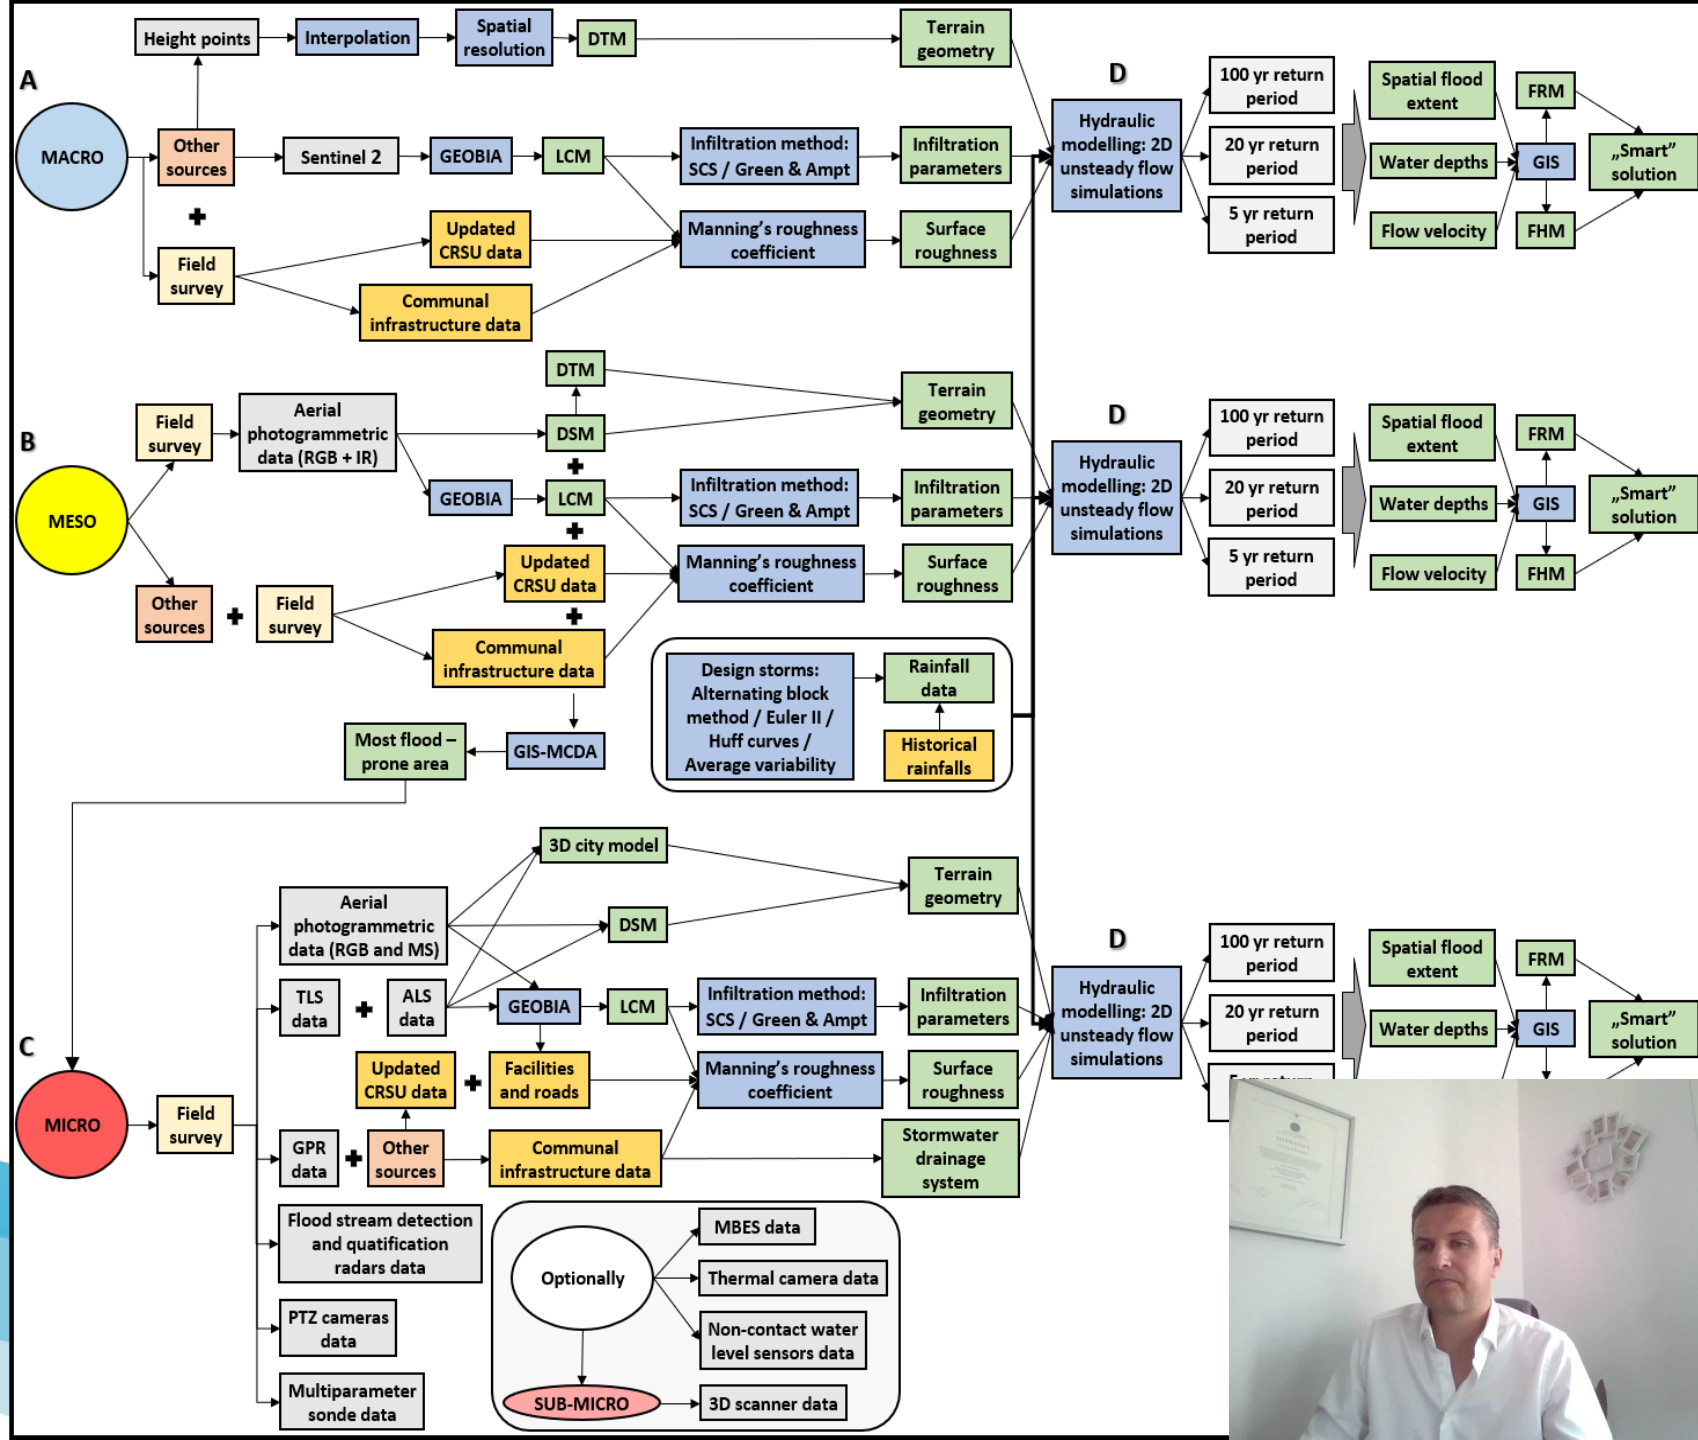 A
MACRO
Height points
Interpolation
Spatial
resolution
DTM
Terrain
geometry
Other
sources
Sentinel 2
GEOBIA
LCM
Infiltration method:
SCS / Green & Ampt
Infiltration
parameters
Field
survey
Updated
CRSU data
Communal
infrastructure data
Manning's roughness
coefficient
Surface
roughness
D
Hydraulic
modelling: 2D
unsteady flow
simulations
100 yr return
period
20 yr return
period
5 yr return
period
Spatial flood
extent
Water depths
Flow velocity
FRM
GIS
FHM
„Smart”
solution
B
MESO
Field
survey
Aerial
photogrammetric
data (RGB + IR)
DTM
DSM
GEOBIA
LCM
Terrain
geometry
Infiltration method:
SCS / Green & Ampt
Infiltration
parameters
Other
sources
Field
survey
Updated
CRSU data
Communal
infrastructure data
Manning's roughness
coefficient
Surface
roughness
D
Hydraulic
modelling: 2D
unsteady flow
simulations
100 yr return
period
20 yr return
period
5 yr return
period
Spatial flood
extent
Water depths
Flow velocity
FRM
GIS
FHM
„Smart”
solution
GIS-MCDA
Most flood –
prone area
Design storms:
Alternating block
method / Euler II /
Huff curves /
Average variability
Rainfall
data
Historical
rainfalls
C
MICRO
Field
survey
Aerial
photogrammetric
data (RGB and MS)
TLS
data
ALS
data
3D city model
DSM
GEOBIA
LCM
Terrain
geometry
Infiltration method:
SCS / Green & Ampt
Infiltration
parameters
Updated
CRSU data
Facilities
and roads
Manning's roughness
coefficient
Surface
roughness
GPR
data
Other
sources
Communal
infrastructure data
Stormwater
drainage
system
Flood stream detection
and quatification
radars data
PTZ cameras
data
Multiparameter
sonde data
Optionally
MBES data
Thermal camera data
Non-contact water
level sensors data
SUB-MICRO
3D scanner data
D
Hydraulic
modelling: 2D
unsteady flow
simulations
100 yr return
period
20 yr return
period
Spatial flood
extent
Water depths
FRM
GIS
„Smart”
solution